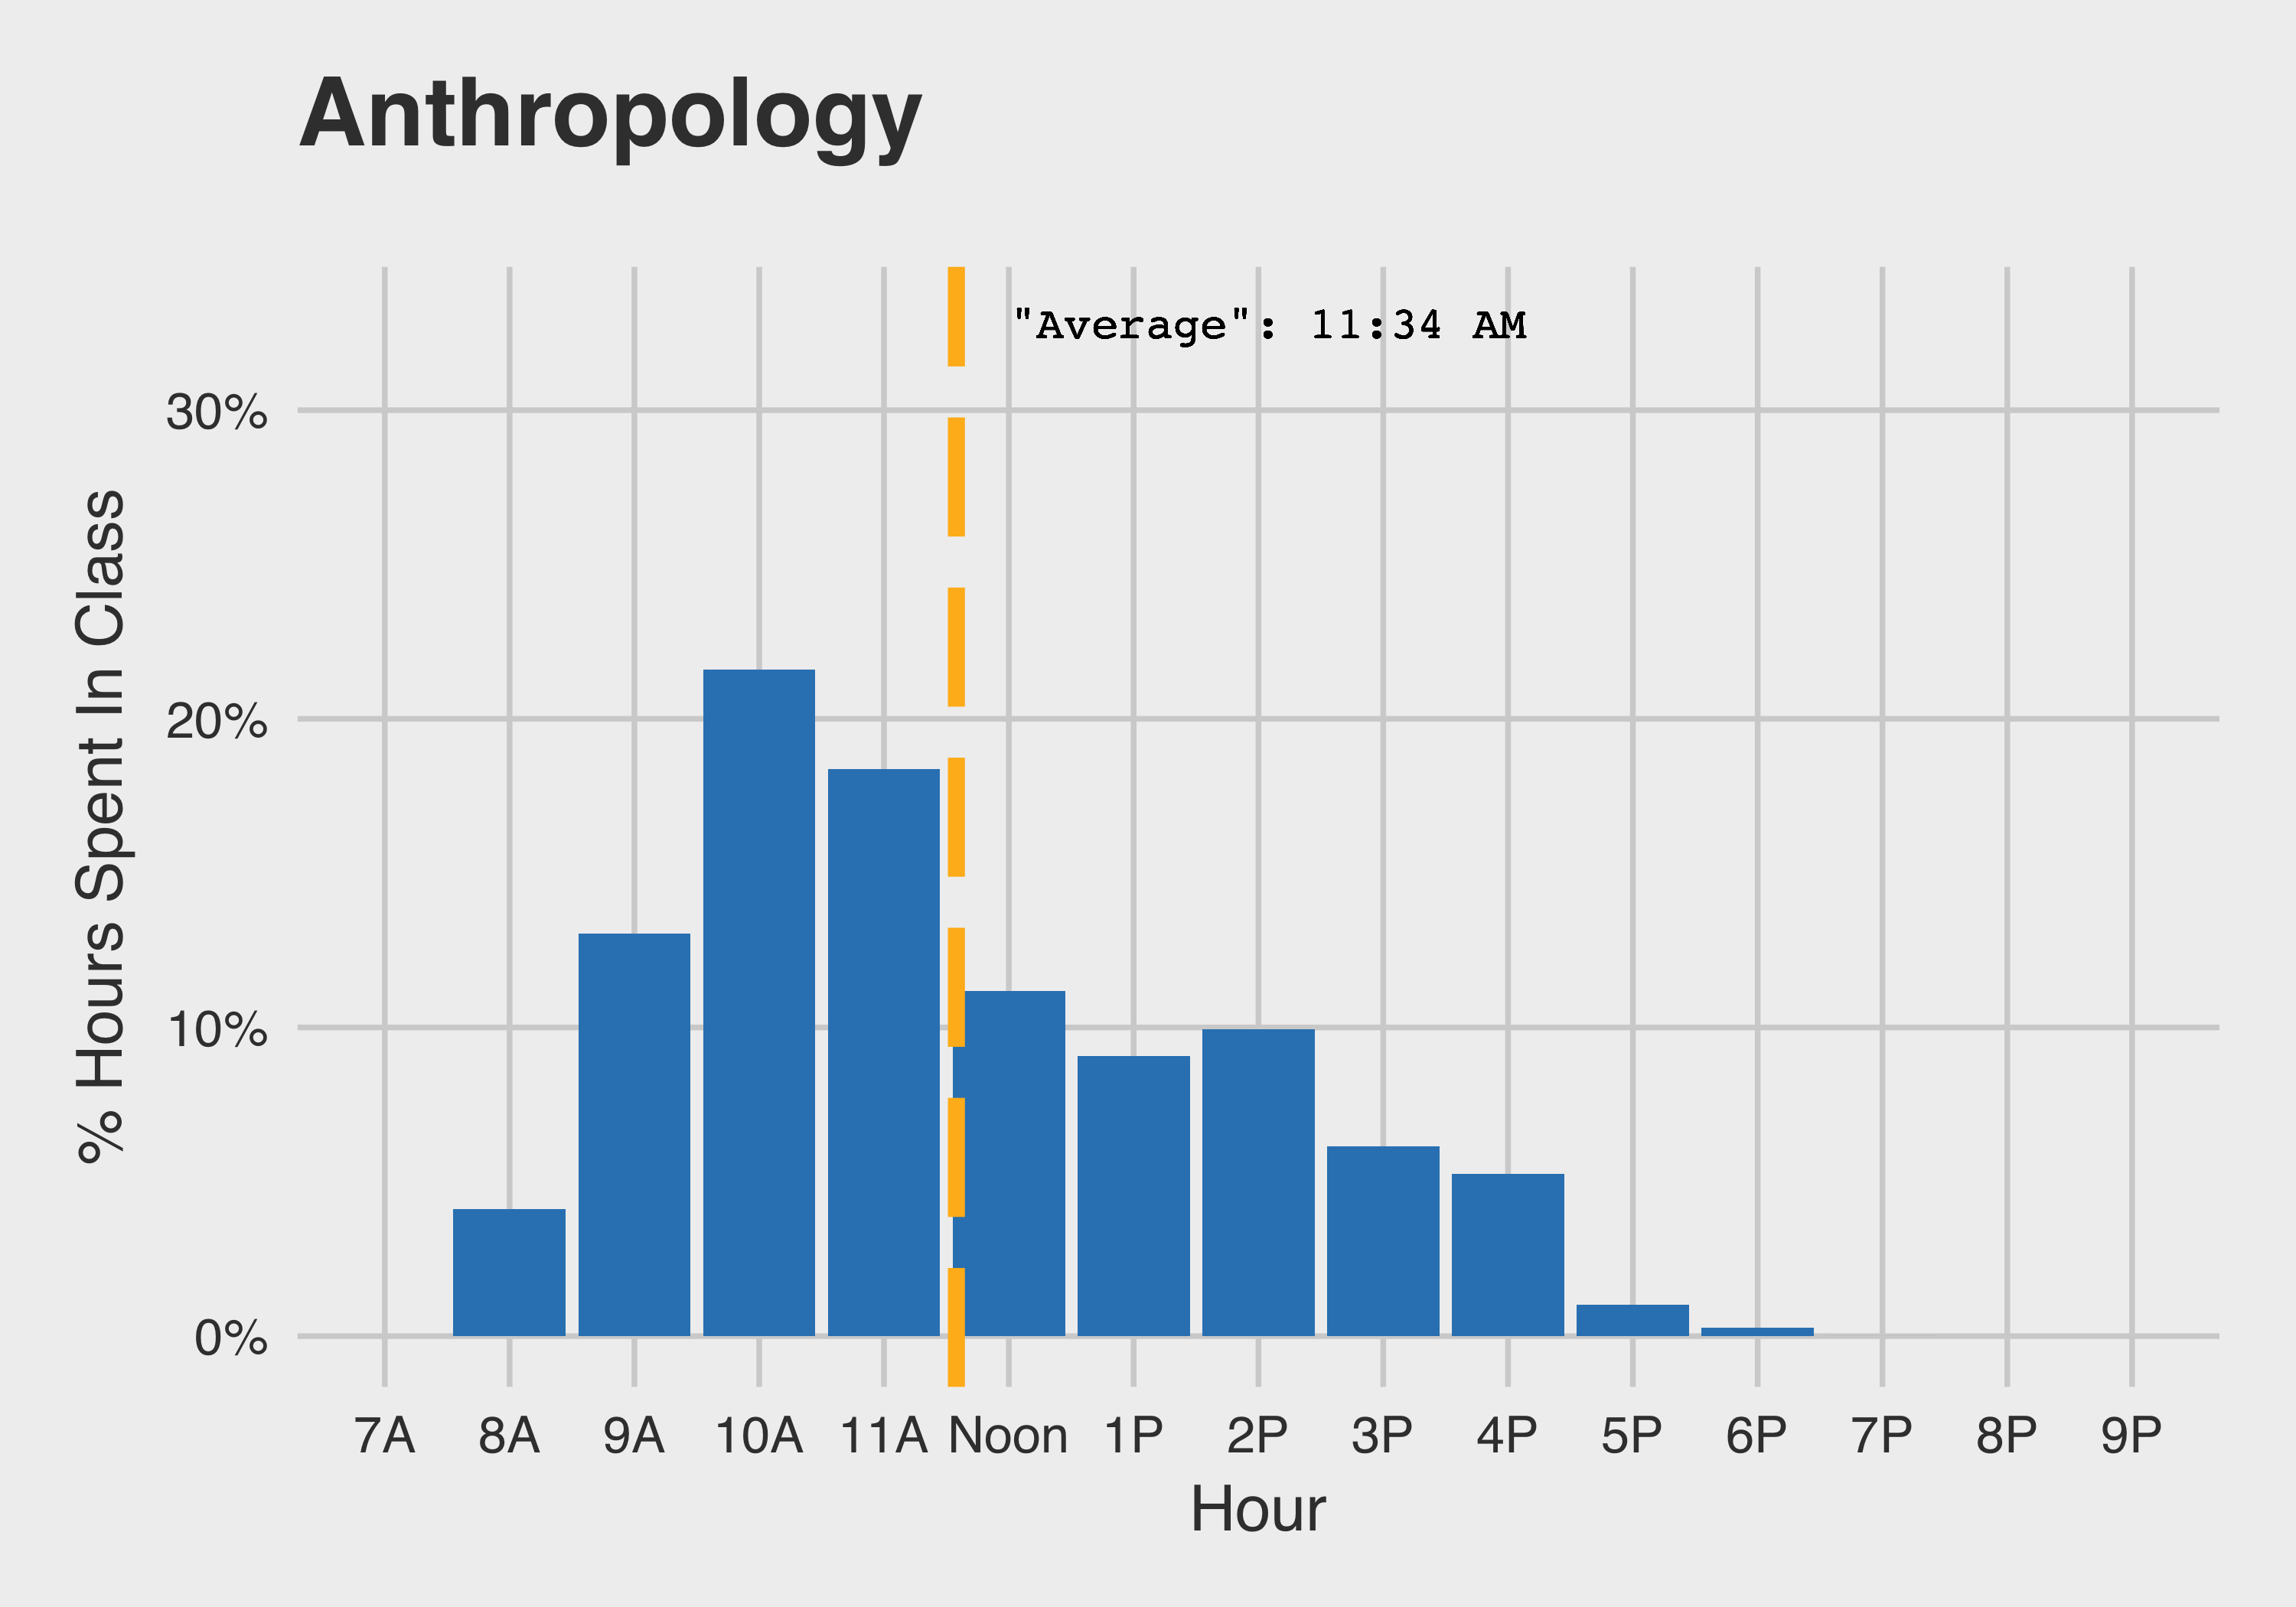 Anthropology
"Average": 11:34 AM
30%
20%
10%
0%
% Hours Spent In Class
7A 8A 9A 10A 11A Noon 1P 2P 3P 4P 5P 6P 7P 8P 9P
Hour